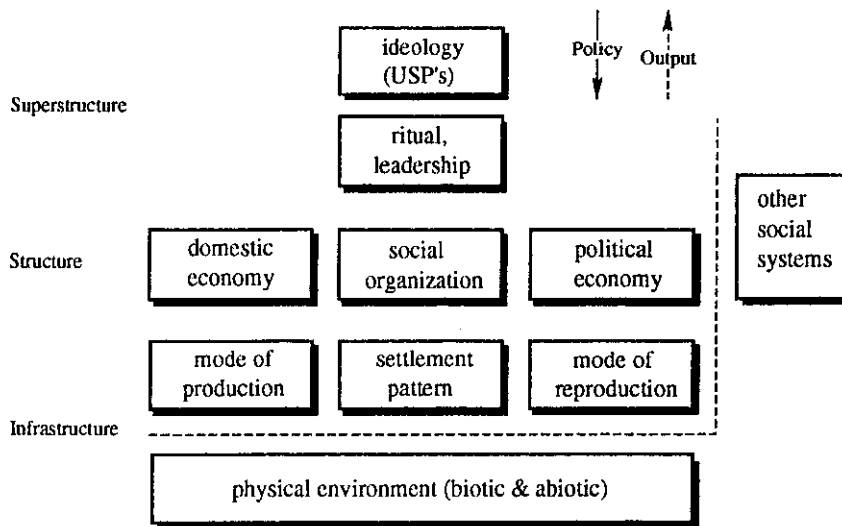 ideology
(USP's)
Policy
Output
Superstructure
ritual,
leadership
other
social
systems
Structure
domestic
economy
social
organization
political
economy
mode of
production
settlement
pattern
mode of
reproduction
Infrastructure
physical environment (biotic & abiotic)